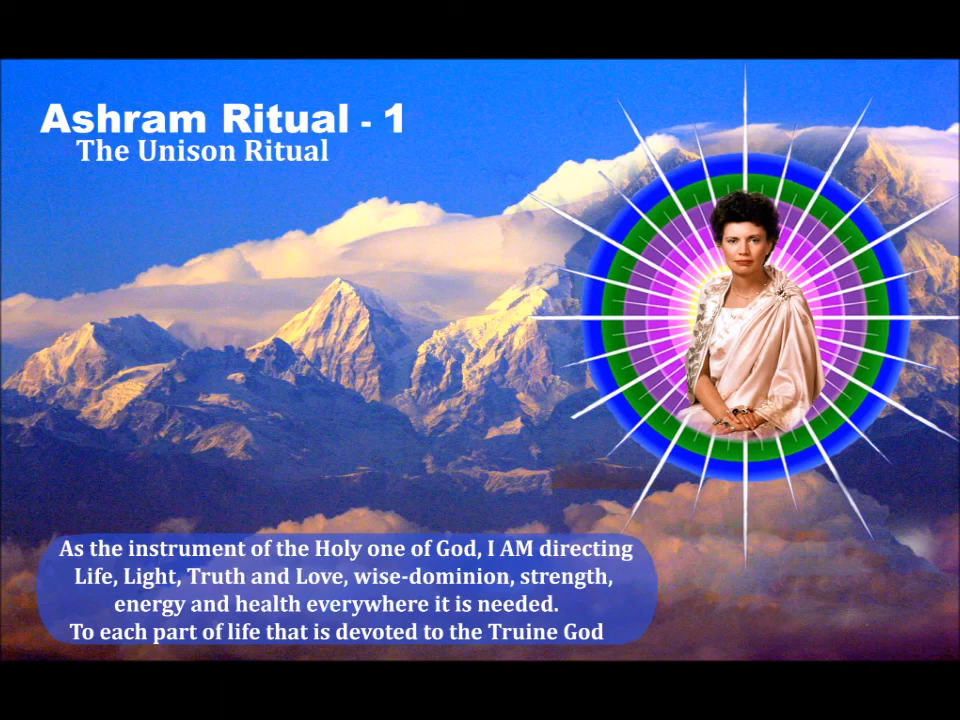 Ashram Ritual - 1
The Unison Ritual
As the instrument of the Holy one of God, I AM directing
Life, Light, Truth and Love, wise-dominion, strength,
energy and health everywhere it is needed.
To each part of life that is devoted to the Truine God